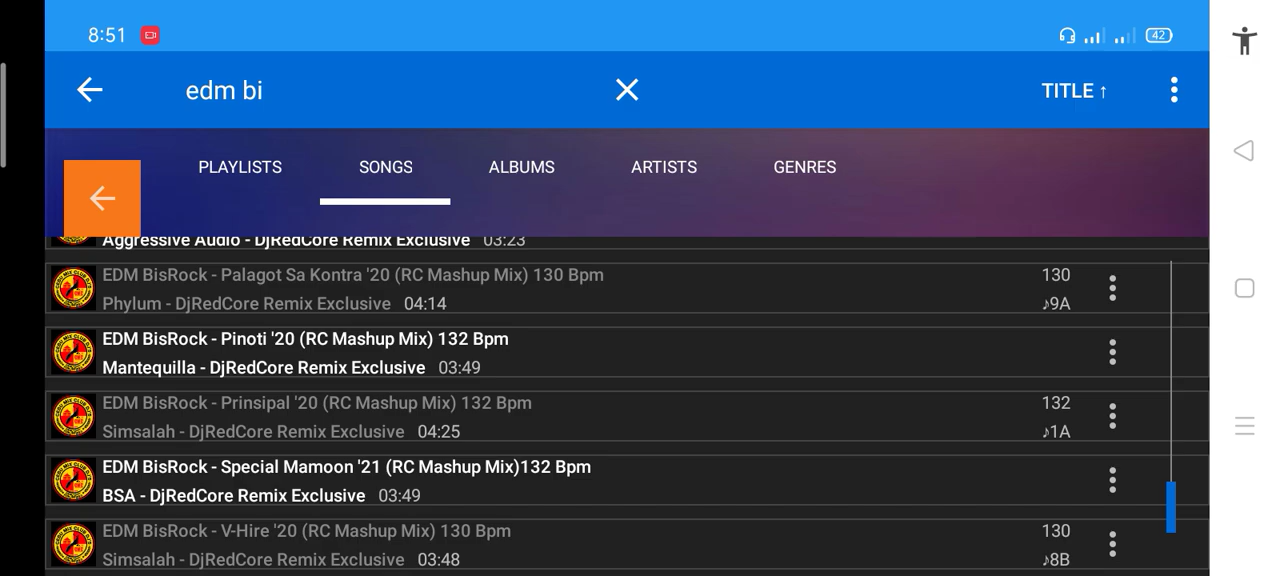 8:51
42
edm bi
TITLE ↑
PLAYLISTS SONGS ALBUMS ARTISTS GENRES
Aggressive Audio - DjRedCore Remix Exclusive 03:23
EDM BisRock - Palagot Sa Kontra '20 (RC Mashup Mix) 130 Bpm 130
Phylum - DjRedCore Remix Exclusive 04:14 ♪9A
EDM BisRock - Pinoti '20 (RC Mashup Mix) 132 Bpm
Mantequilla - DjRedCore Remix Exclusive 03:49
EDM BisRock - Prinsipal '20 (RC Mashup Mix) 132 Bpm 132
Simsalah - DjRedCore Remix Exclusive 04:25 ♪1A
EDM BisRock - Special Mamoon '21 (RC Mashup Mix)132 Bpm
BSA - DjRedCore Remix Exclusive 03:49
EDM BisRock - V-Hire '20 (RC Mashup Mix) 130 Bpm 130
Simsalah - DjRedCore Remix Exclusive 03:48 ♪8B